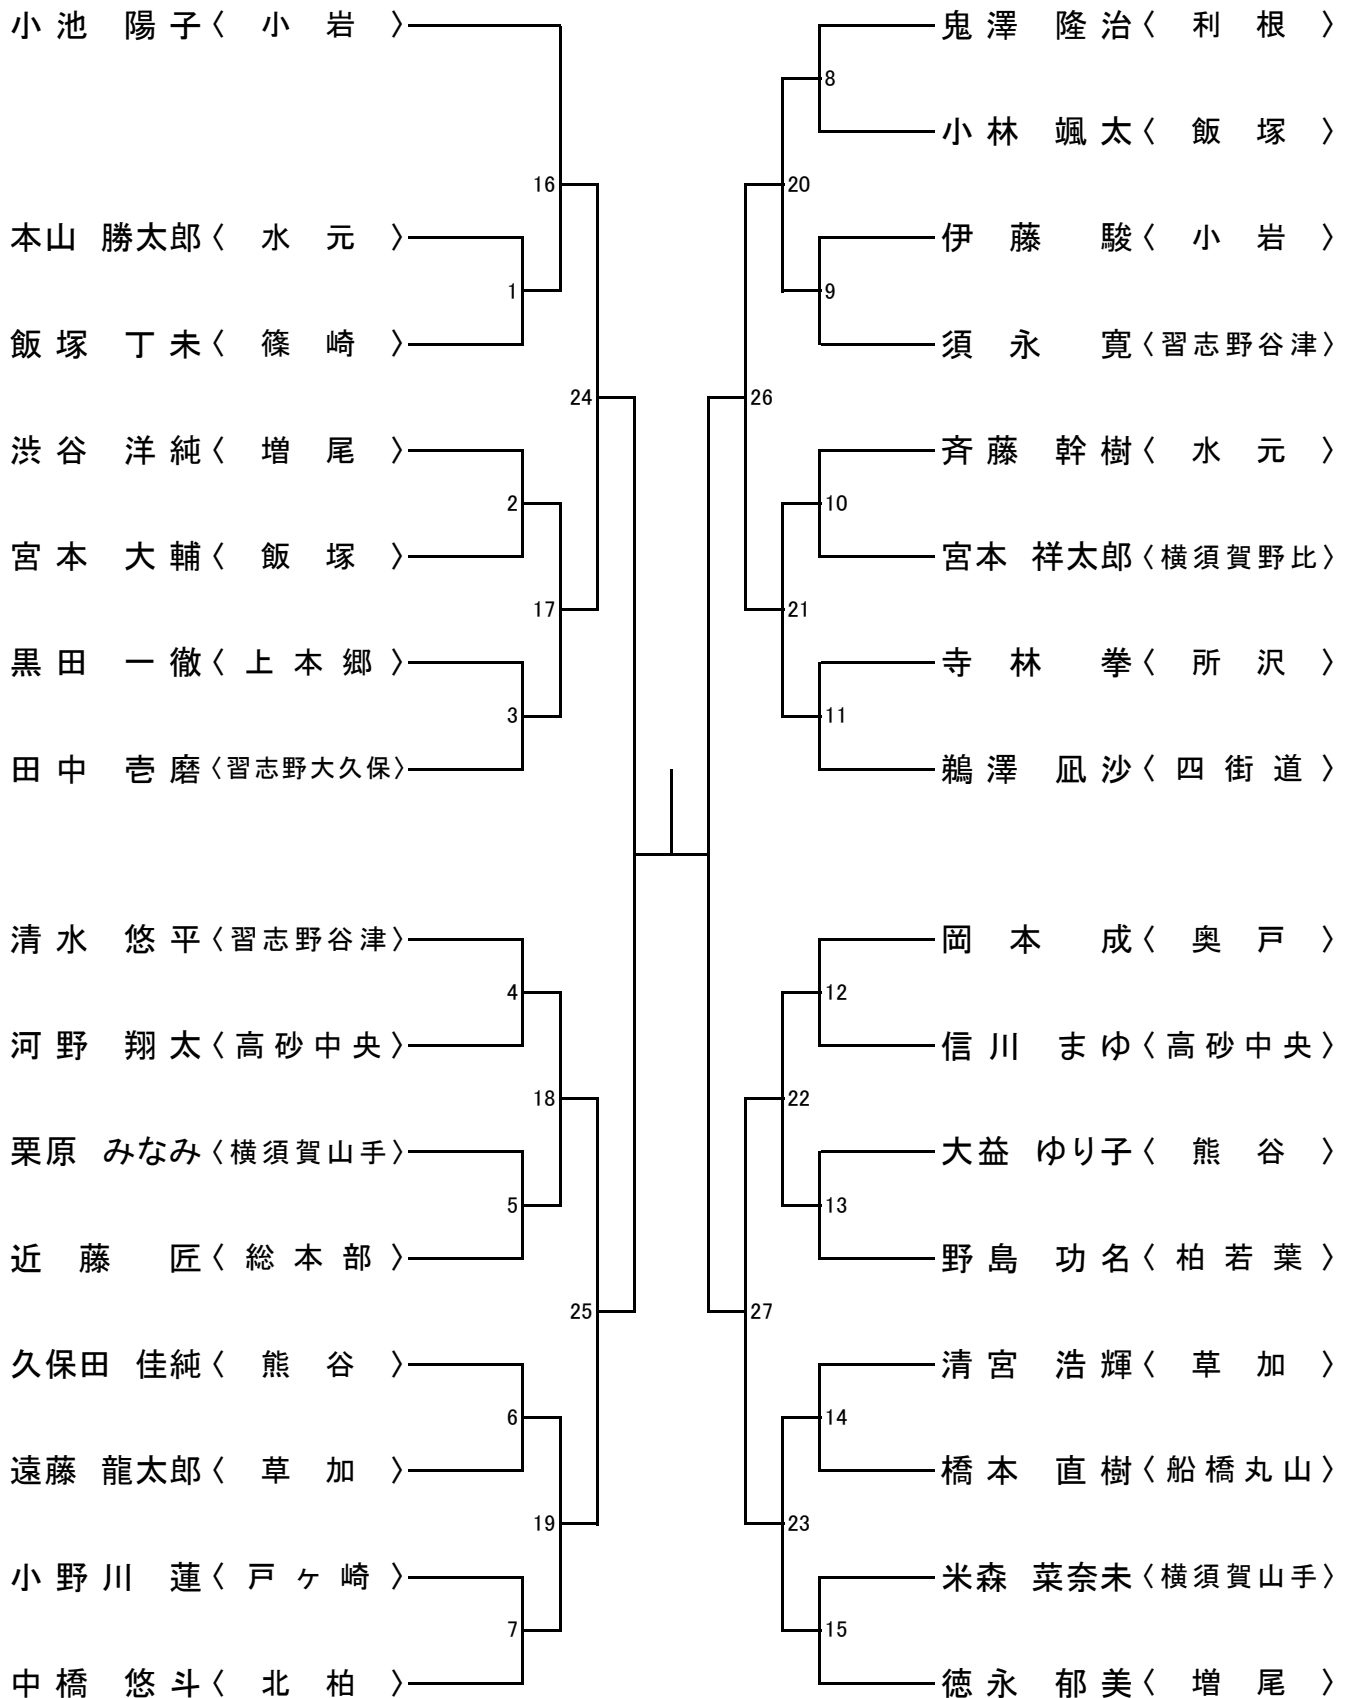 小池 陽子〈 小岩 〉
16
本山 勝太郎〈 水元 〉
1
飯塚 丁未〈 篠崎 〉
24
渋谷 洋純〈 増尾 〉
2
宮本 大輔〈 飯塚 〉
17
黒田 一徹〈 上本郷 〉
3
田中 壱磨〈習志野大久保〉
清水 悠平〈習志野谷津〉
4
河野 翔太〈高砂中央〉
18
栗原 みなみ〈横須賀山手〉
5
近藤 匠〈 総本部 〉
25
久保田 佳純〈 熊谷 〉
6
遠藤 龍太郎〈 草加 〉
19
小野川 蓮〈 戸ヶ崎 〉
7
中橋 悠斗〈 北柏 〉
鬼澤 隆治〈 利根 〉
8
小林 颯太〈 飯塚 〉
20
伊藤 駿〈 小岩 〉
9
須永 寛〈習志野谷津〉
26
斉藤 幹樹〈 水元 〉
10
宮本 祥太郎〈横須賀野比〉
21
寺林 拳〈 所沢 〉
11
鵜澤 凪沙〈 四街道 〉
岡本 成〈 奥戸 〉
12
信川 まゆ〈高砂中央〉
22
大益 ゆり子〈 熊谷 〉
13
野島 功名〈 柏若葉 〉
27
清宮 浩輝〈 草加 〉
14
橋本 直樹〈船橋丸山〉
23
米森 菜奈未〈横須賀山手〉
15
徳永 郁美〈 増尾 〉